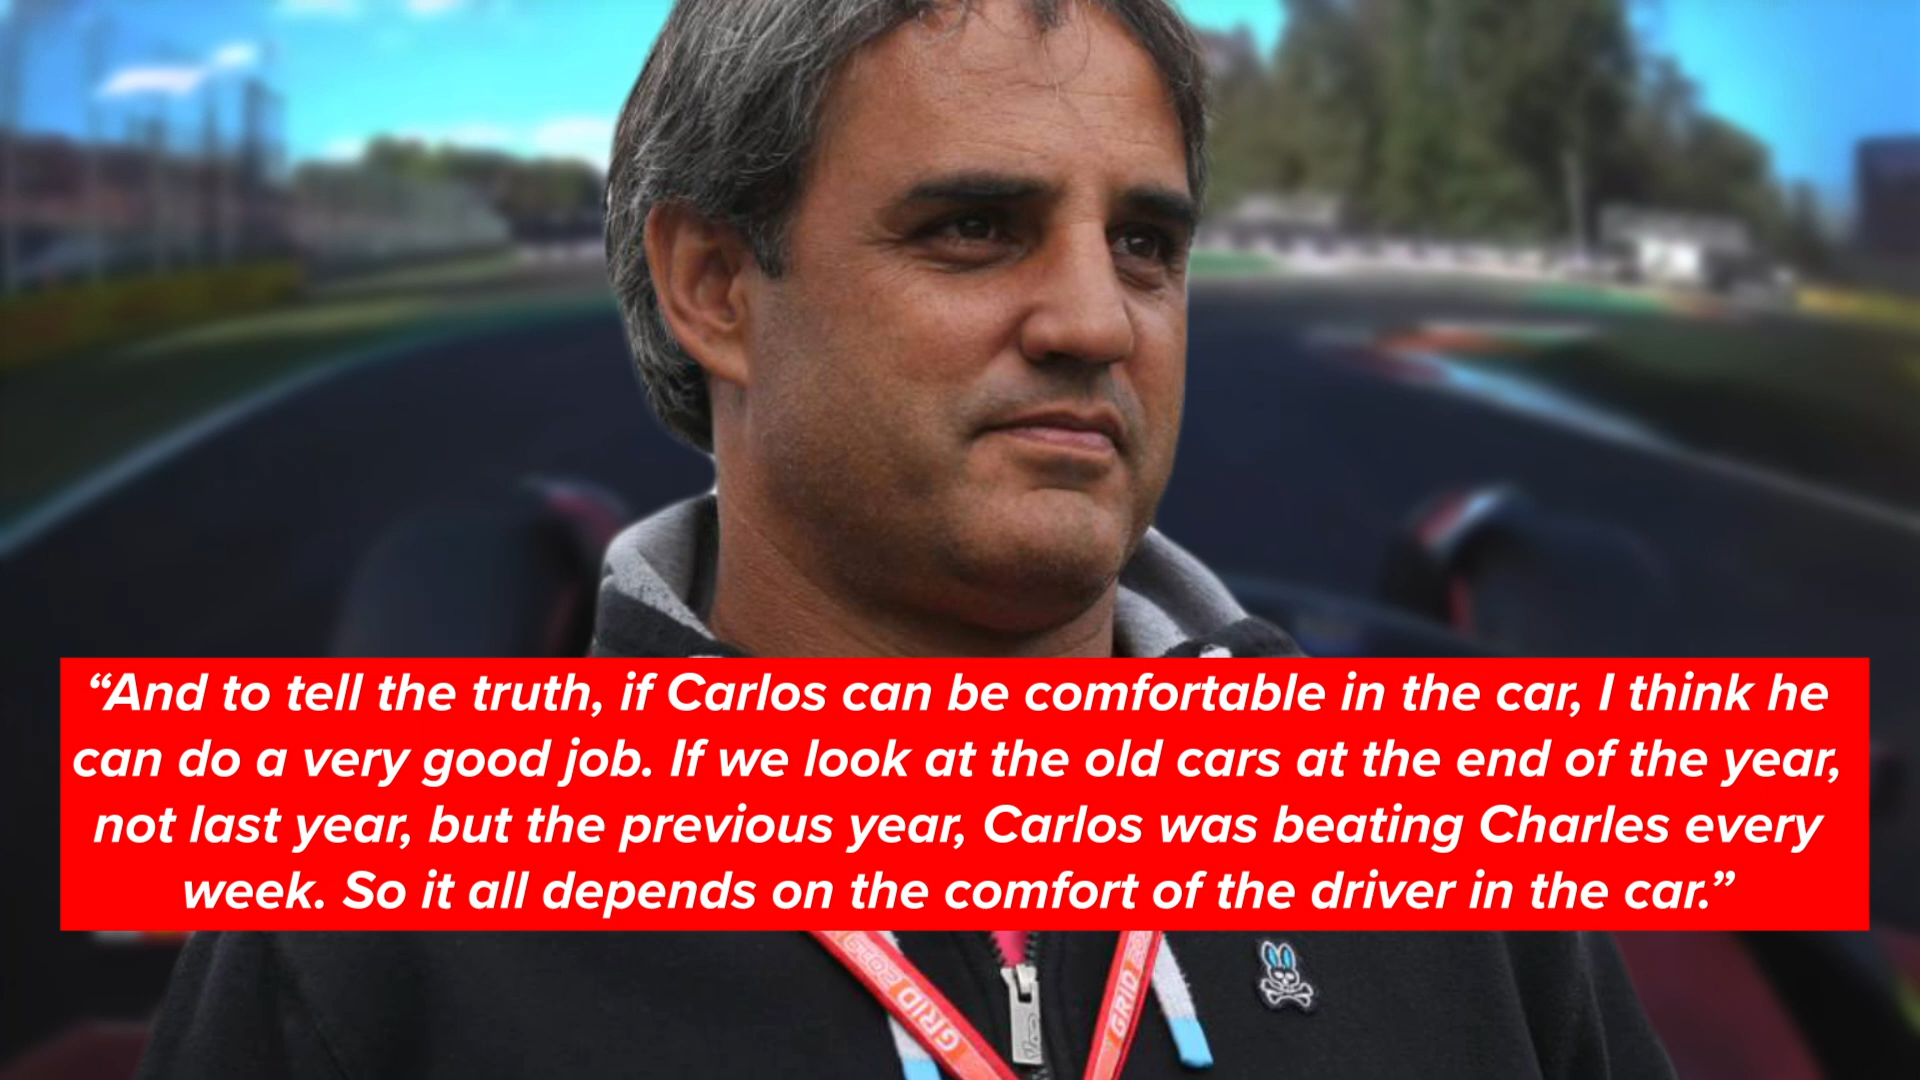 “And to tell the truth, if Carlos can be comfortable in the car, I think he
can do a very good job. If we look at the old cars at the end of the year,
not last year, but the previous year, Carlos was beating Charles every
week. So it all depends on the comfort of the driver in the car.”
GRID
GRID